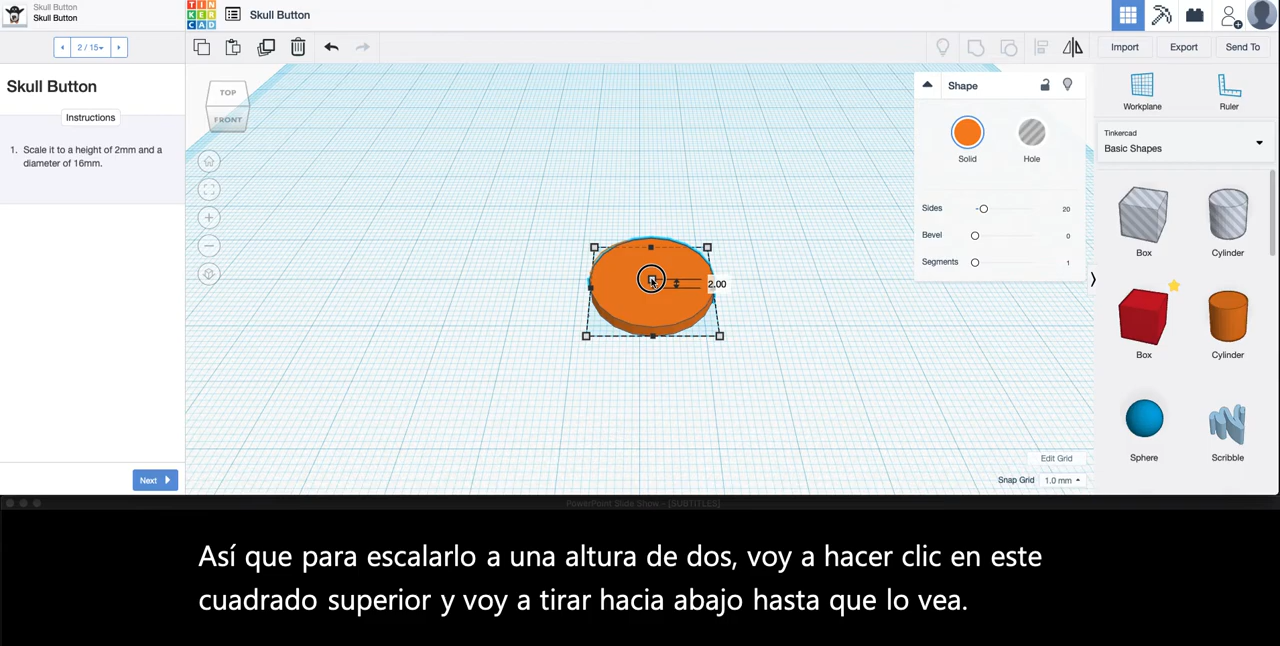 Skull Button
Skull Button
TIN
KER
CAD
Skull Button
2 / 15
Import
Export
Send To
Skull Button
Instructions
1. Scale it to a height of 2mm and a
diameter of 16mm.
Next
TOP
FRONT
2.00
Shape
Solid
Hole
Sides
20
Bevel
0
Segments
1
Edit Grid
Snap Grid 1.0 mm
Workplane
Ruler
Tinkercad
Basic Shapes
Box
Cylinder
Box
Cylinder
Sphere
Scribble
PowerPoint Slide Show - [SUBTITLES]
Así que para escalarlo a una altura de dos, voy a hacer clic en este
cuadrado superior y voy a tirar hacia abajo hasta que lo vea.